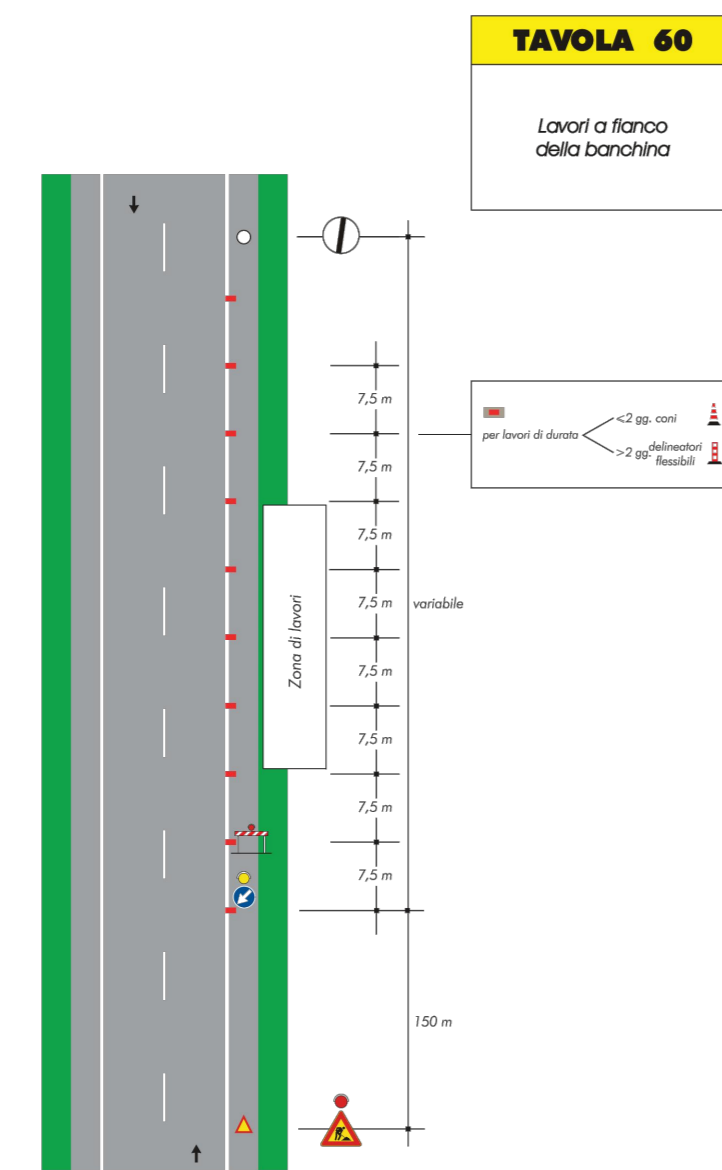 TAVOLA 60
Lavori a fianco
della banchina
7,5 m
7,5 m
7,5 m
7,5 m
7,5 m
7,5 m
7,5 m
7,5 m
variabile
Zona di lavori
150 m
per lavori di durata
<2 gg. coni
>2 gg. delineatori
flessibili